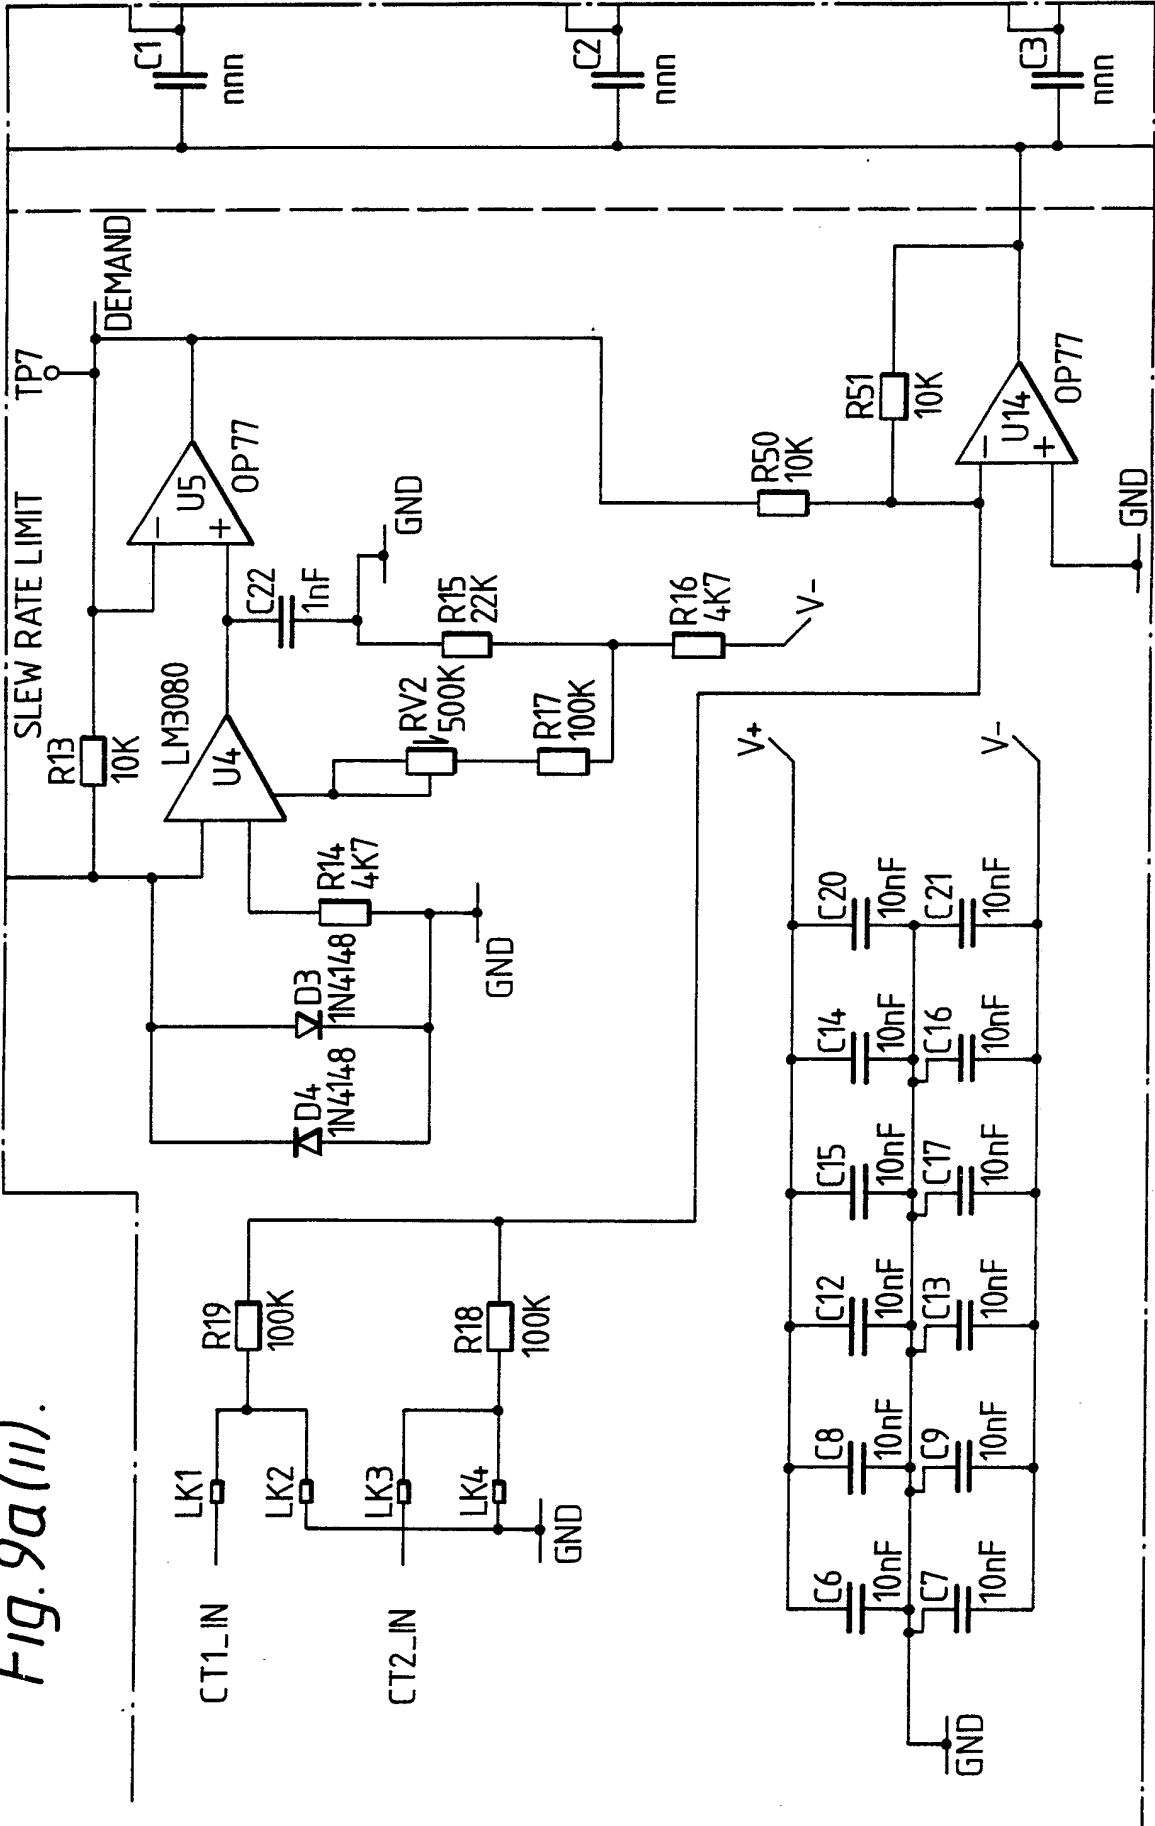 Fig. 9a(ii).
SLEW RATE LIMIT
TP7
DEMAND
R13
10K
LM3080
U4
U5
OP77
C22
1nF
GND
RV2
500K
R15
22K
R17
100K
R16
4K7
V-
R14
4K7
D3
1N4148
D4
1N4148
GND
C1
nnn
C2
nnn
C3
nnn
R50
10K
R51
10K
U14
OP77
GND
CT1_IN
LK1
LK2
R19
100K
CT2_IN
LK3
LK4
R18
100K
GND
V+
C6
10nF
C8
10nF
C12
10nF
C15
10nF
C14
10nF
C20
10nF
C7
10nF
C9
10nF
C13
10nF
C17
10nF
C16
10nF
C21
10nF
V-
GND